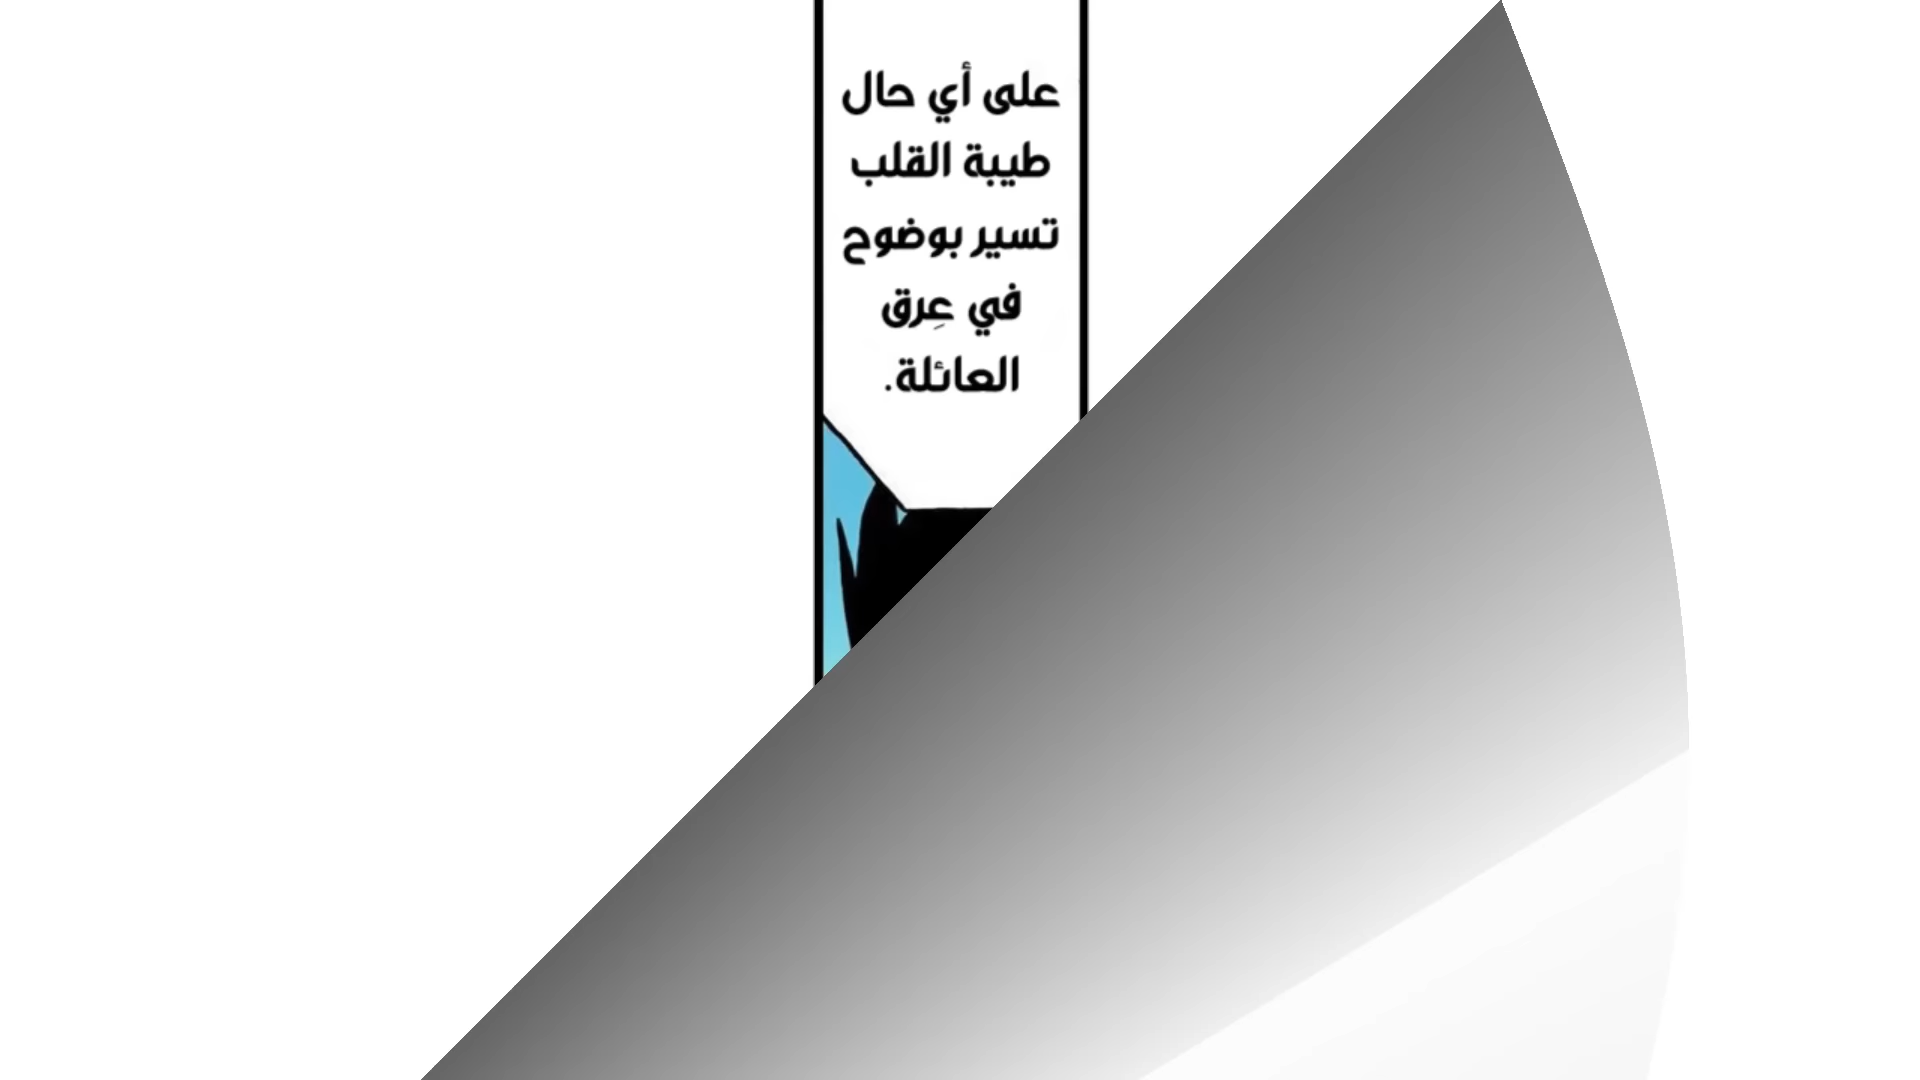 على أي حال
طيبة القلب
تسير بوضوح
في عِرق
العائلة.